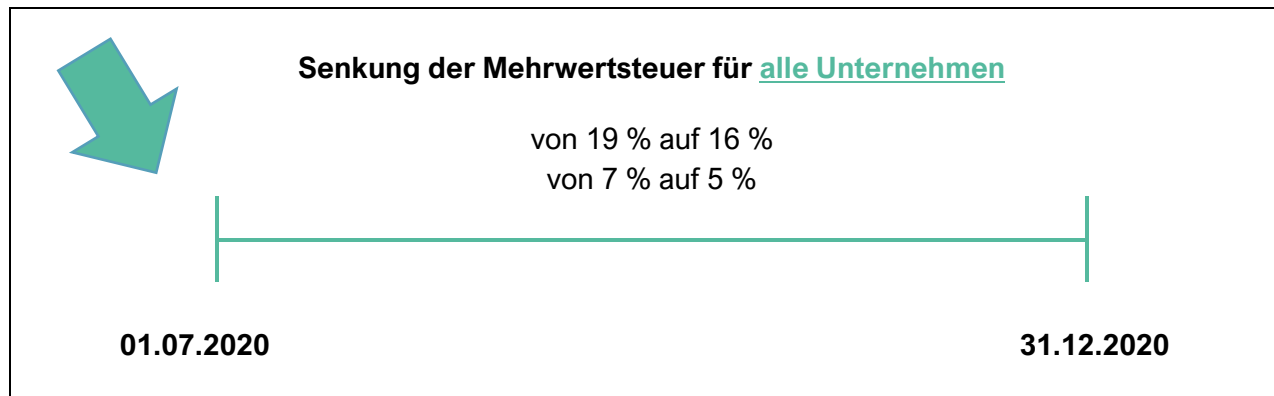 Senkung der Mehrwertsteuer für alle Unternehmen
von 19 % auf 16 %
von 7 % auf 5 %
01.07.2020
31.12.2020